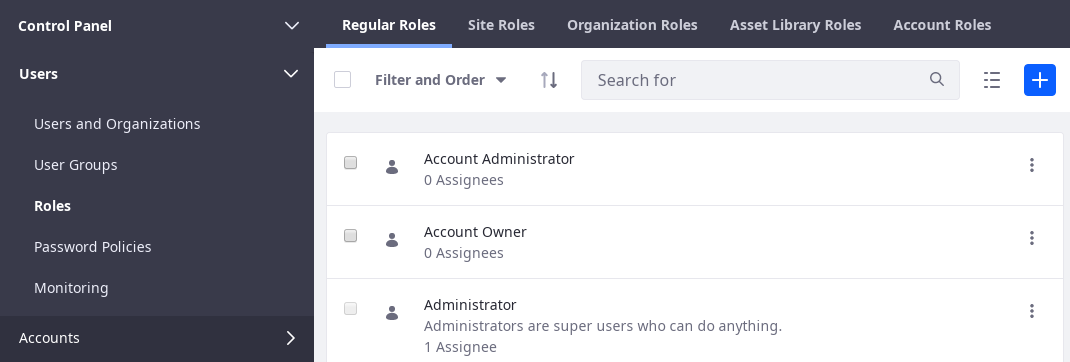 Control Panel
Users
Users and Organizations
User Groups
Roles
Password Policies
Monitoring
Accounts
Regular Roles
Site Roles
Organization Roles
Asset Library Roles
Account Roles
Filter and Order
Search for
Account Administrator
0 Assignees
Account Owner
0 Assignees
Administrator
Administrators are super users who can do anything.
1 Assignee